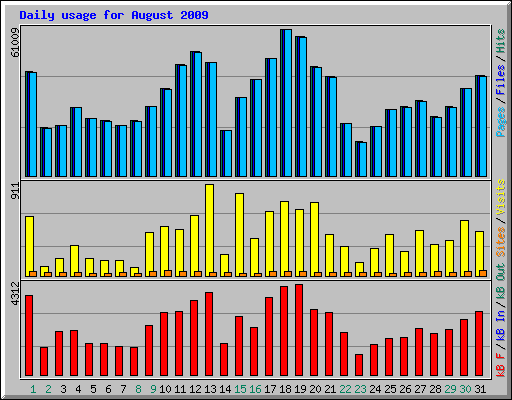 Daily usage for August 2009
61009
Pages / Files / Hits
911
Sites / Visits
4312
kB F / kB In / kB Out
1 2 3 4 5 6 7 8 9 10 11 12 13 14 15 16 17 18 19 20 21 22 23 24 25 26 27 28 29 30 31